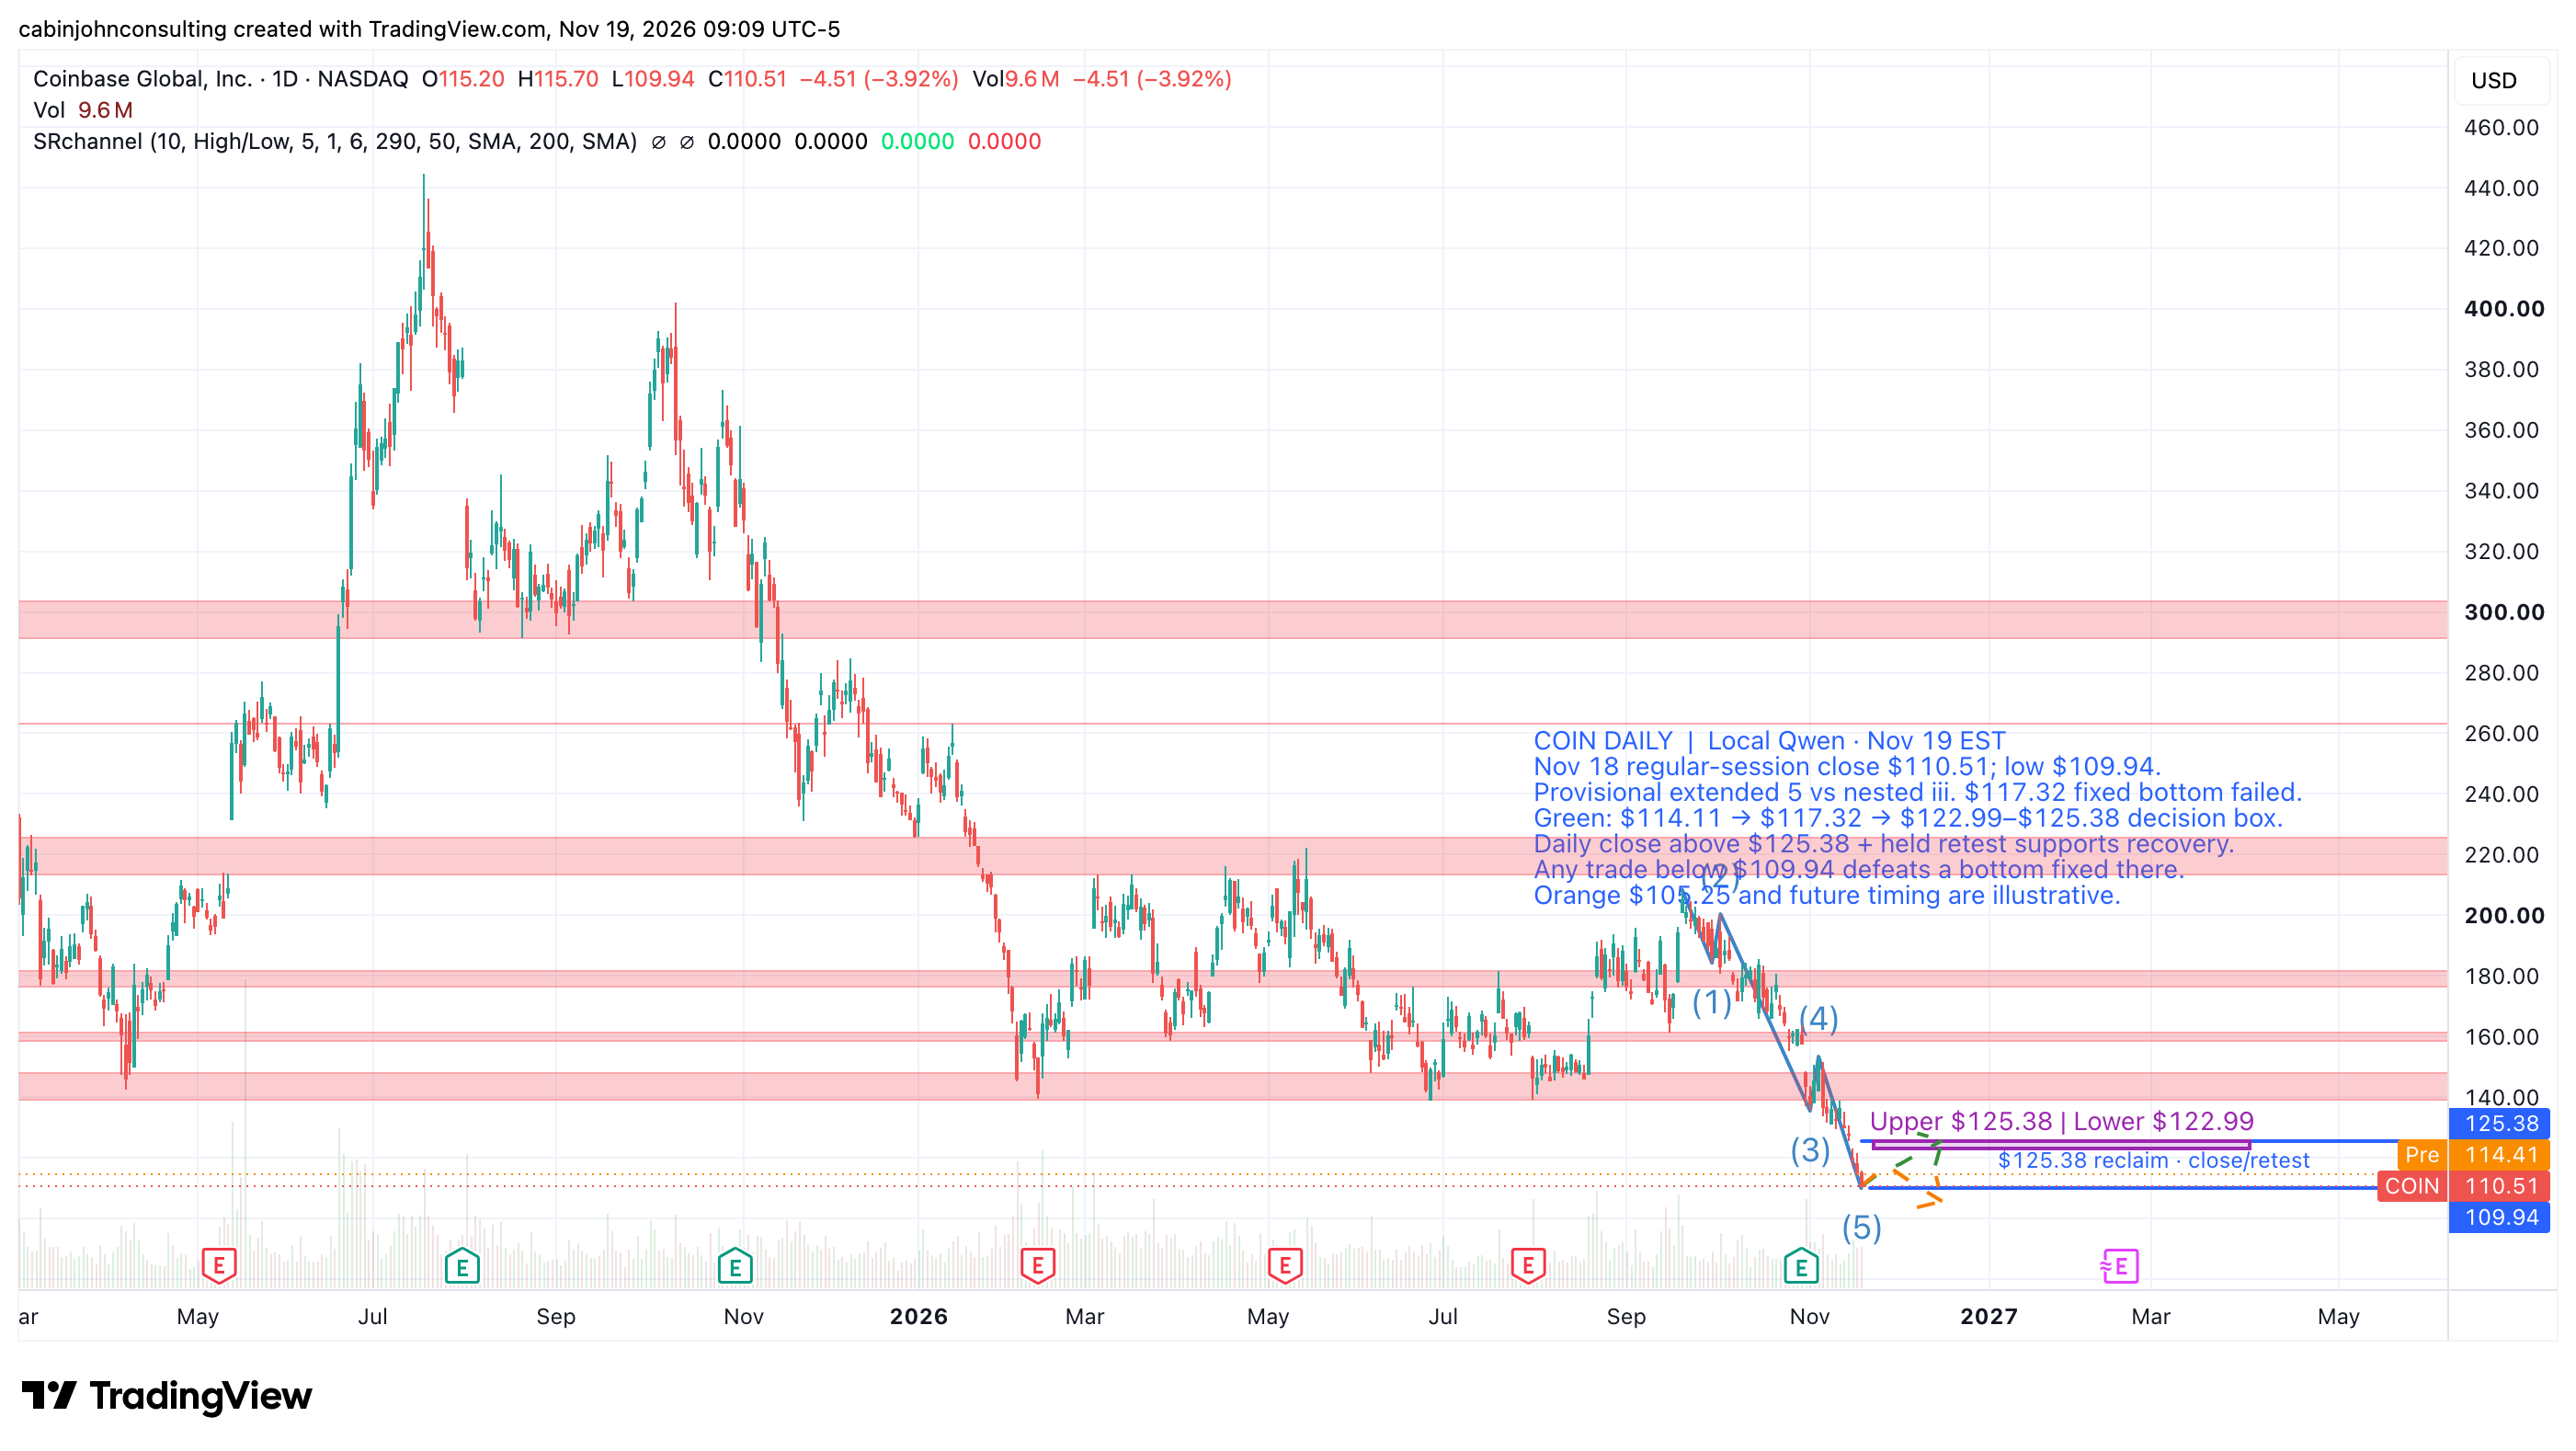 cabinjohnconsulting created with TradingView.com, Nov 19, 2026 09:09 UTC-5
Coinbase Global, Inc. · 1D · NASDAQ O115.20 H115.70 L109.94 C110.51 −4.51 (−3.92%) Vol9.6 M −4.51 (−3.92%)
Vol 9.6 M
SRchannel (10, High/Low, 5, 1, 6, 290, 50, SMA, 200, SMA) ∅ ∅ 0.0000 0.0000 0.0000 0.0000
USD
460.00
440.00
420.00
400.00
380.00
360.00
340.00
320.00
300.00
280.00
260.00
240.00
220.00
200.00
180.00
160.00
140.00
125.38
Pre 114.41
COIN 110.51
109.94
COIN DAILY | Local Qwen · Nov 19 EST
Nov 18 regular-session close $110.51; low $109.94.
Provisional extended 5 vs nested iii. $117.32 fixed bottom failed.
Green: $114.11 → $117.32 → $122.99–$125.38 decision box.
Daily close above $125.38 + held retest supports recovery.
Any trade below $109.94 defeats a bottom fixed there.
Orange $105.25 and future timing are illustrative.
(2)
(1)
(4)
(3)
(5)
Upper $125.38 | Lower $122.99
$125.38 reclaim · close/retest
E
E
E
E
E
E
E
≈E
ar
May
Jul
Sep
Nov
2026
Mar
May
Jul
Sep
Nov
2027
Mar
May
TradingView